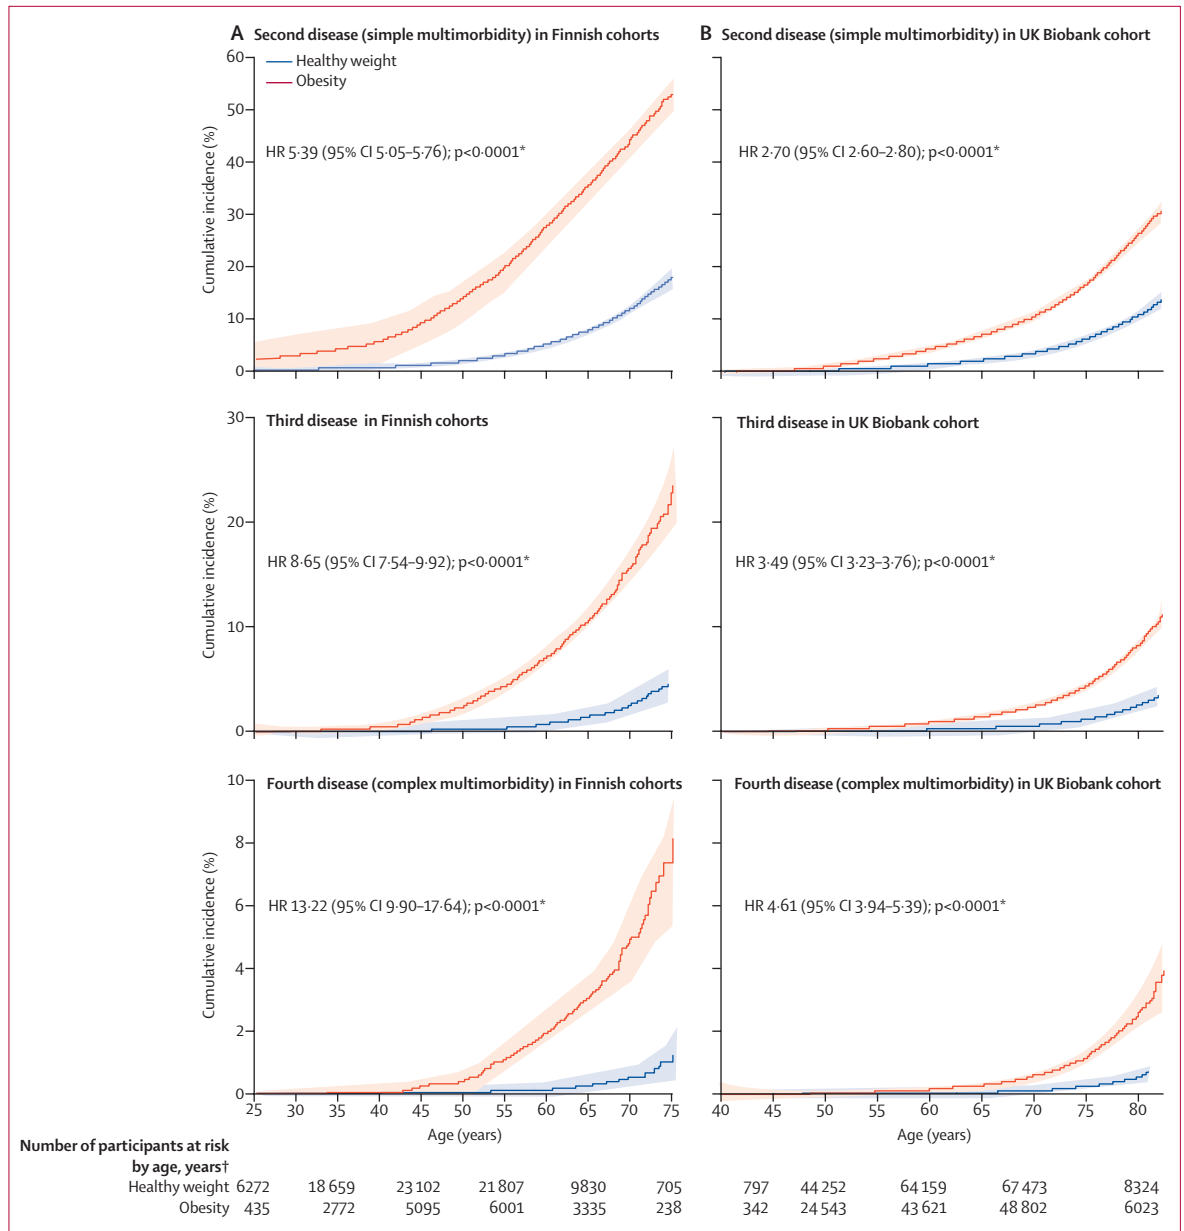 A Second disease (simple multimorbidity) in Finnish cohorts
Healthy weight
Obesity
HR 5·39 (95% CI 5·05–5·76); p<0·0001*
Cumulative incidence (%)
60
50
40
30
20
10
0
B Second disease (simple multimorbidity) in UK Biobank cohort
HR 2·70 (95% CI 2·60–2·80); p<0·0001*
Third disease in Finnish cohorts
HR 8·65 (95% CI 7·54–9·92); p<0·0001*
Cumulative incidence (%)
30
20
10
0
Third disease in UK Biobank cohort
HR 3·49 (95% CI 3·23–3·76); p<0·0001*
Fourth disease (complex multimorbidity) in Finnish cohorts
HR 13·22 (95% CI 9·90–17·64); p<0·0001*
Cumulative incidence (%)
10
8
6
4
2
0
25 30 35 40 45 50 55 60 65 70 75
Age (years)
Fourth disease (complex multimorbidity) in UK Biobank cohort
HR 4·61 (95% CI 3·94–5·39); p<0·0001*
40 45 50 55 60 65 70 75 80
Age (years)
Number of participants at risk
by age, years†
Healthy weight 6272 18 659 23 102 21 807 9830 705 797 44 252 64 159 67 473 8324
Obesity 435 2772 5095 6001 3335 238 342 24 543 43 621 48 802 6023